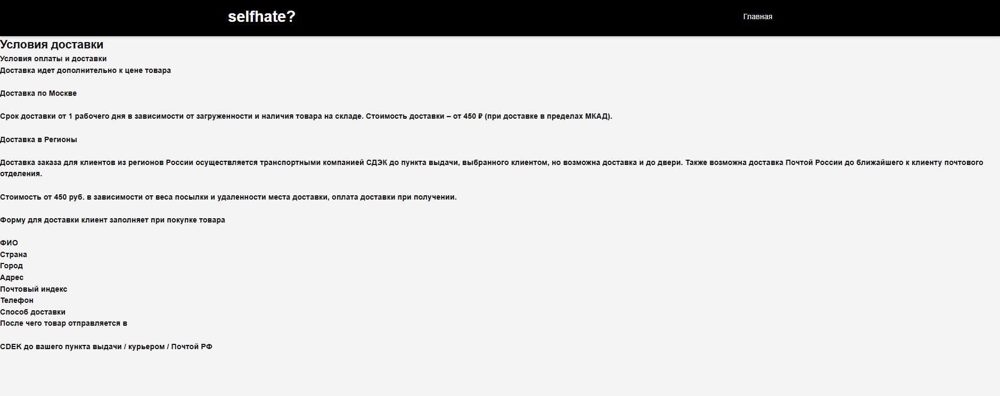 selfhate?
Главная
Условия доставки
Условия оплаты и доставки
Доставка идет дополнительно к цене товара
Доставка по Москве
Срок доставки от 1 рабочего дня в зависимости от загруженности и наличия товара на складе. Стоимость доставки – от 450 ₽ (при доставке в пределах МКАД).
Доставка в Регионы
Доставка заказа для клиентов из регионов России осуществляется транспортными компанией СДЭК до пункта выдачи, выбранного клиентом, но возможна доставка и до двери. Также возможна доставка Почтой России до ближайшего к клиенту почтового
отделения.
Стоимость от 450 руб. в зависимости от веса посылки и удаленности места доставки, оплата доставки при получении.
Форму для доставки клиент заполняет при покупке товара
ФИО
Страна
Город
Адрес
Почтовый индекс
Телефон
Способ доставки
После чего товар отправляется в
CDEK до вашего пункта выдачи / курьером / Почтой РФ